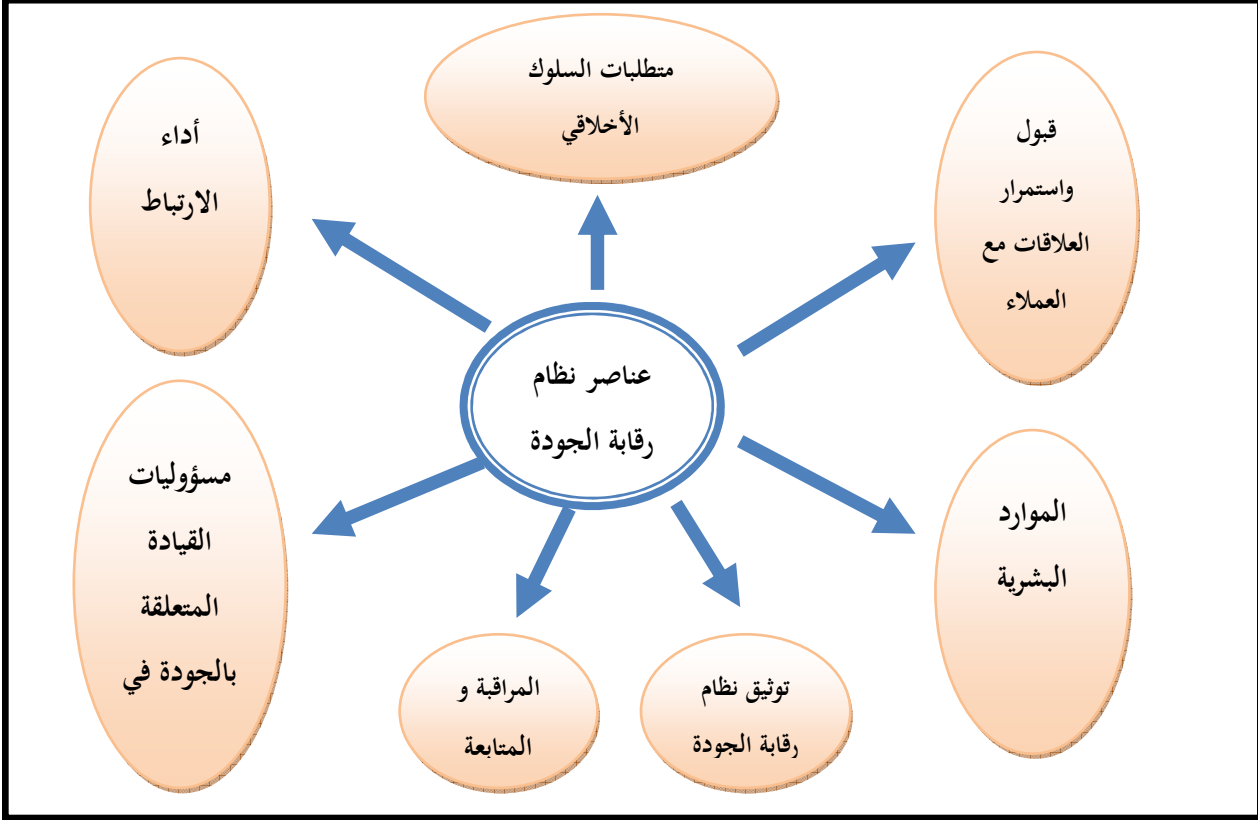 متطلبات السلوك
الأخلاقي
قبول
واستمرار
العلاقات مع
العملاء
أداء
الارتباط
عناصر نظام
رقابة الجودة
الموارد
البشرية
مسؤوليات
القيادة
المتعلقة
بالجودة في
توثيق نظام
رقابة الجودة
المراقبة و
المتابعة